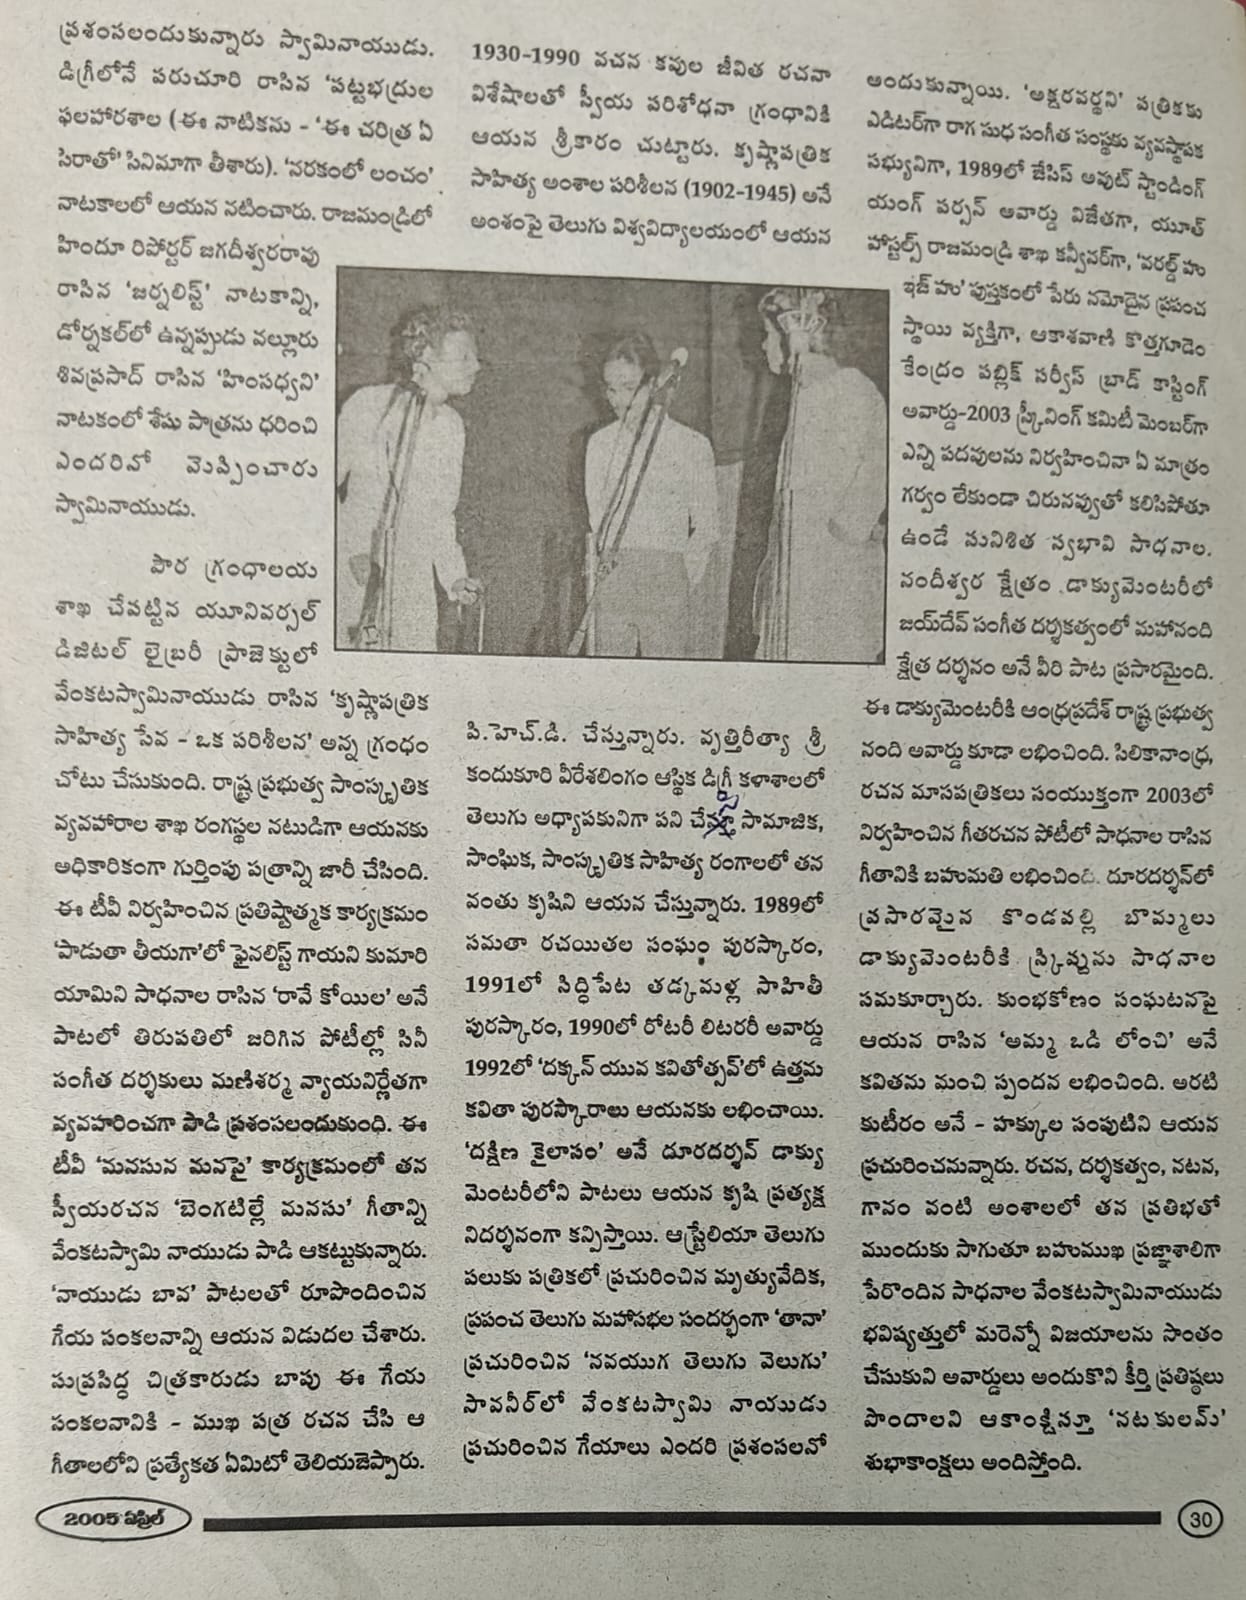 ప్రశంసలందుకున్నారు స్వామినాయుడు.
డిగ్రీలోనే పరుచూరి రాసిన ‘పట్టభద్రుల
ఫలహారశాల (ఈ నాటికను - ‘ఈ చరిత్ర ఏ
సిరాతో’ సినిమాగా తీశారు). ‘నరకంలో లంచం’
నాటకాలలో ఆయన నటించారు. రాజమండ్రిలో
హిందూ రిపోర్టర్ జగదీశ్వరరావు
రాసిన ‘జర్నలిస్ట్’ నాటకాన్ని,
డోర్నకల్‌లో ఉన్నప్పుడు వల్లూరు
శివప్రసాద్ రాసిన ‘హింసధ్వని’
నాటకంలో శేషు పాత్రను ధరించి
ఎందరినో మెప్పించారు
స్వామినాయుడు.
పౌర గ్రంధాలయ
శాఖ చేపట్టిన యూనివర్సల్
డిజిటల్ లైబ్రరీ ప్రాజెక్టులో
వేంకటస్వామినాయుడు రాసిన ‘కృష్ణాపత్రిక
సాహిత్య సేవ - ఒక పరిశీలన’ అన్న గ్రంధం
చోటు చేసుకుంది. రాష్ట్ర ప్రభుత్వ సాంస్కృతిక
వ్యవహారాల శాఖ రంగస్థల నటుడిగా ఆయనకు
అధికారికంగా గుర్తింపు పత్రాన్ని జారీ చేసింది.
ఈ టీవీ నిర్వహించిన ప్రతిష్టాత్మక కార్యక్రమం
‘పాడుతా తీయగా’లో ఫైనలిస్ట్ గాయని కుమారి
యామిని సాధనాల రాసిన ‘రావే కోయిల’ అనే
పాటలో తిరుపతిలో జరిగిన పోటీల్లో సినీ
సంగీత దర్శకులు మణిశర్మ న్యాయనిర్ణేతగా
వ్యవహరించగా పాడి ప్రశంసలందుకుంధి. ఈ
టీవీ ‘మనసున మనసై’ కార్యక్రమంలో తన
స్వీయరచన ‘బెంగటిల్లే మనసు’ గీతాన్ని
వేంకటస్వామి నాయుడు పాడి ఆకట్టుకున్నారు.
‘నాయుడు బావ’ పాటలతో రూపొందించిన
గేయ సంకలనాన్ని ఆయన విడుదల చేశారు.
సుప్రసిద్ధ చిత్రకారుడు బాపు ఈ గేయ
సంకలనానికి - ముఖ పత్ర రచన చేసి ఆ
గీతాలలోని ప్రత్యేకత ఏమిటో తెలియజెప్పారు.
1930-1990 వచన కవుల జీవిత రచనా
విశేషాలతో స్వీయ పరిశోధనా గ్రంధానికి
ఆయన శ్రీకారం చుట్టారు. కృష్ణాపత్రిక
సాహిత్య అంశాల పరిశీలన (1902-1945) అనే
అంశంపై తెలుగు విశ్వవిద్యాలయంలో ఆయన
పి.హెచ్.డి. చేస్తున్నారు. వృత్తిరీత్యా శ్రీ
కందుకూరి వీరేశలింగం ఆస్థిక డిగ్రీ కళాశాలలో
తెలుగు అధ్యాపకునిగా పని చేస్తూ సామాజిక,
సాంఘిక, సాంస్కృతిక సాహిత్య రంగాలలో తన
వంతు కృషిని ఆయన చేస్తున్నారు. 1989లో
సమతా రచయితల సంఘం పురస్కారం,
1991లో సిద్ధిపేట తడ్కమళ్ల సాహితీ
పురస్కారం, 1990లో రోటరీ లిటరరీ అవార్డు
1992లో ‘దక్కన్ యువ కవితోత్సవ్’లో ఉత్తమ
కవితా పురస్కారాలు ఆయనకు లభించాయి.
‘దక్షిణ కైలాసం’ అనే దూరదర్శన్ డాక్యు
మెంటరీలోని పాటలు ఆయన కృషి ప్రత్యక్ష
నిదర్శనంగా కన్పిస్తాయి. ఆస్ట్రేలియా తెలుగు
పలుకు పత్రికలో ప్రచురించిన మృత్యువేదిక,
ప్రపంచ తెలుగు మహాసభల సందర్భంగా ‘తానా’
ప్రచురించిన ‘నవయుగ తెలుగు వెలుగు’
సావనీర్‌లో వేంకటస్వామి నాయుడు
ప్రచురించిన గేయాలు ఎందరి ప్రశంసలనో
అందుకున్నాయి. ‘అక్షరవర్థని’ పత్రికకు
ఎడిటర్‌గా రాగ సుధ సంగీత సంస్థకు వ్యవస్థాపక
సభ్యునిగా, 1989లో జేసిస్ అవుట్ స్టాండింగ్
యంగ్ పర్సన్ అవార్డు విజేతగా, యూత్
హాస్టల్స్ రాజమండ్రి శాఖ కన్వీనర్‌గా, ‘వరల్డ్ హు
ఇజ్ హు’ పుస్తకంలో పేరు నమోదైన ప్రపంచ
స్థాయి వ్యక్తిగా, ఆకాశవాణి కొత్తగూడెం
కేంద్రం పబ్లిక్ సర్వీస్ బ్రాడ్ కాస్టింగ్
అవార్డు-2003 స్క్రీనింగ్ కమిటీ మెంబర్‌గా
ఎన్ని పదవులను నిర్వహించినా ఏ మాత్రం
గర్వం లేకుండా చిరునవ్వుతో కలిసిపోతూ
ఉండే సునిశిత స్వభావి సాధనాల.
నందీశ్వర క్షేత్రం డాక్యుమెంటరీలో
జయ్‌దేవ్ సంగీత దర్శకత్వంలో మహానంది
క్షేత్ర దర్శనం అనే వీరి పాట ప్రసారమైంది.
ఈ డాక్యుమెంటరీకి ఆంధ్రప్రదేశ్ రాష్ట్ర ప్రభుత్వ
నంది అవార్డు కూడా లభించింది. సిలికానాంధ్ర,
రచన మాసపత్రికలు సంయుక్తంగా 2003లో
నిర్వహించిన గీతరచన పోటీలో సాధనాల రాసిన
గీతానికి బహుమతి లభించింది. దూరదర్శన్‌లో
ప్రసారమైన కొండపల్లి బొమ్మలు
డాక్యుమెంటరీకి స్క్రిప్టును సాధనాల
సమకూర్చారు. కుంభకోణం సంఘటనపై
ఆయన రాసిన ‘అమ్మ ఒడి లోంచి’ అనే
కవితను మంచి స్పందన లభించింది. అరటి
కుటీరం అనే - హక్కుల సంపుటిని ఆయన
ప్రచురించనున్నారు. రచన, దర్శకత్వం, నటన,
గానం వంటి అంశాలలో తన ప్రతిభతో
ముందుకు సాగుతూ బహుముఖ ప్రజ్ఞాశాలిగా
పేరొందిన సాధనాల వేంకటస్వామినాయుడు
భవిష్యత్తులో మరెన్నో విజయాలను సొంతం
చేసుకుని అవార్డులు అందుకొని కీర్తి ప్రతిష్ఠలు
పొందాలని ఆకాంక్షిస్తూ ‘నటకులమ్’
శుభాకాంక్షలు అందిస్తోంది.
2005 ఏప్రిల్
30